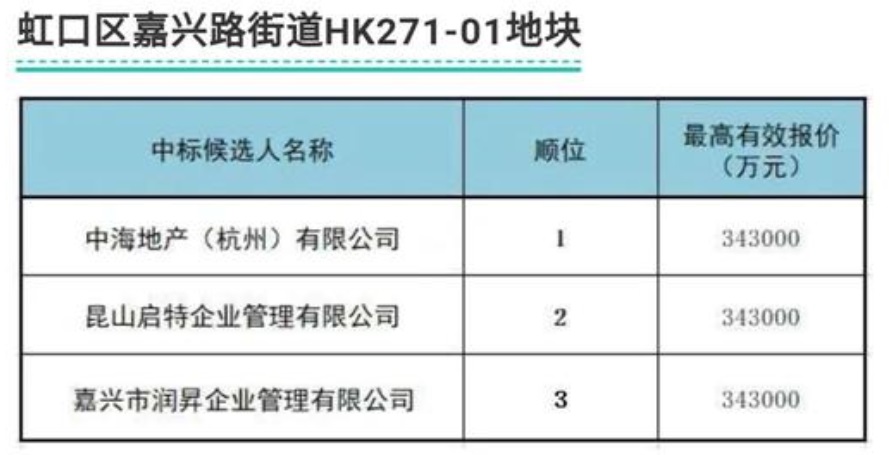 虹口区嘉兴路街道HK271-01地块
中标候选人名称 顺位 最高有效报价
（万元）
中海地产（杭州）有限公司 1 343000
昆山启特企业管理有限公司 2 343000
嘉兴市润昇企业管理有限公司 3 343000